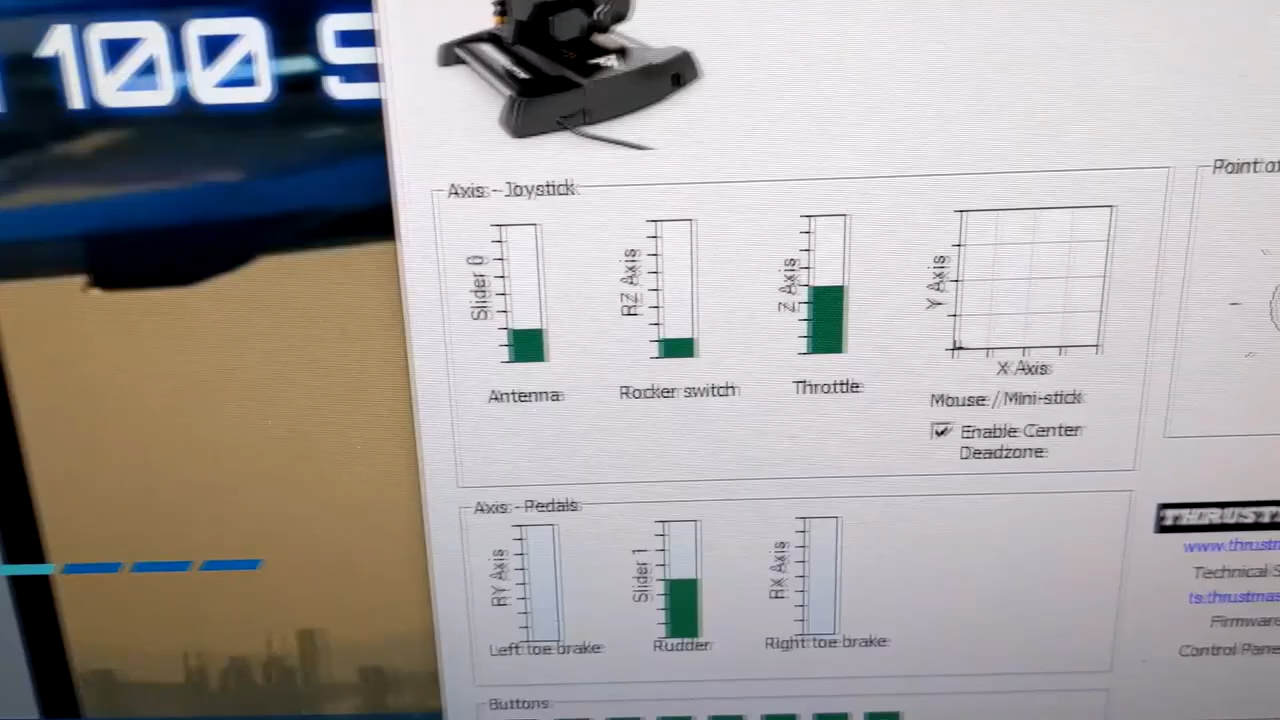 100 S
Axis - Joystick
Slider 0
RZ Axis
Z Axis
Y Axis
X Axis
Antenna
Rocker switch
Throttle
Mouse / Mini-stick
Enable Center
Deadzone
Axis - Pedals
RY Axis
Slider 1
RX Axis
Left toe brake
Rudder
Right toe brake
Buttons
Point o
THRUST
www.thrustm
Technical S
ts.thrustmas
Firmware
Control Pane